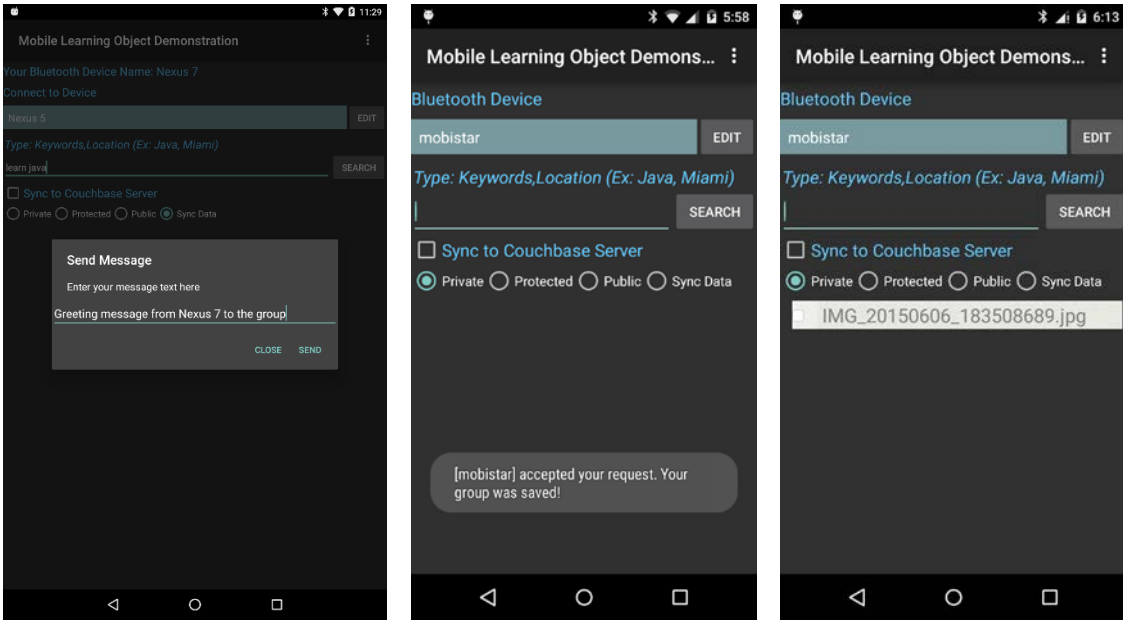 11:29
Mobile Learning Object Demonstration
Your Bluetooth Device Name: Nexus 7
Connect to Device
Nexus 5
EDIT
Type: Keywords,Location (Ex: Java, Miami)
learn java
SEARCH
Sync to Couchbase Server
Private Protected Public Sync Data
Send Message
Enter your message text here
Greeting message from Nexus 7 to the group
CLOSE SEND
5:58
Mobile Learning Object Demons...
Bluetooth Device
mobistar
EDIT
Type: Keywords,Location (Ex: Java, Miami)
SEARCH
Sync to Couchbase Server
Private Protected Public Sync Data
[mobistar] accepted your request. Your
group was saved!
6:13
Mobile Learning Object Demons...
Bluetooth Device
mobistar
EDIT
Type: Keywords,Location (Ex: Java, Miami)
SEARCH
Sync to Couchbase Server
Private Protected Public Sync Data
IMG_20150606_183508689.jpg